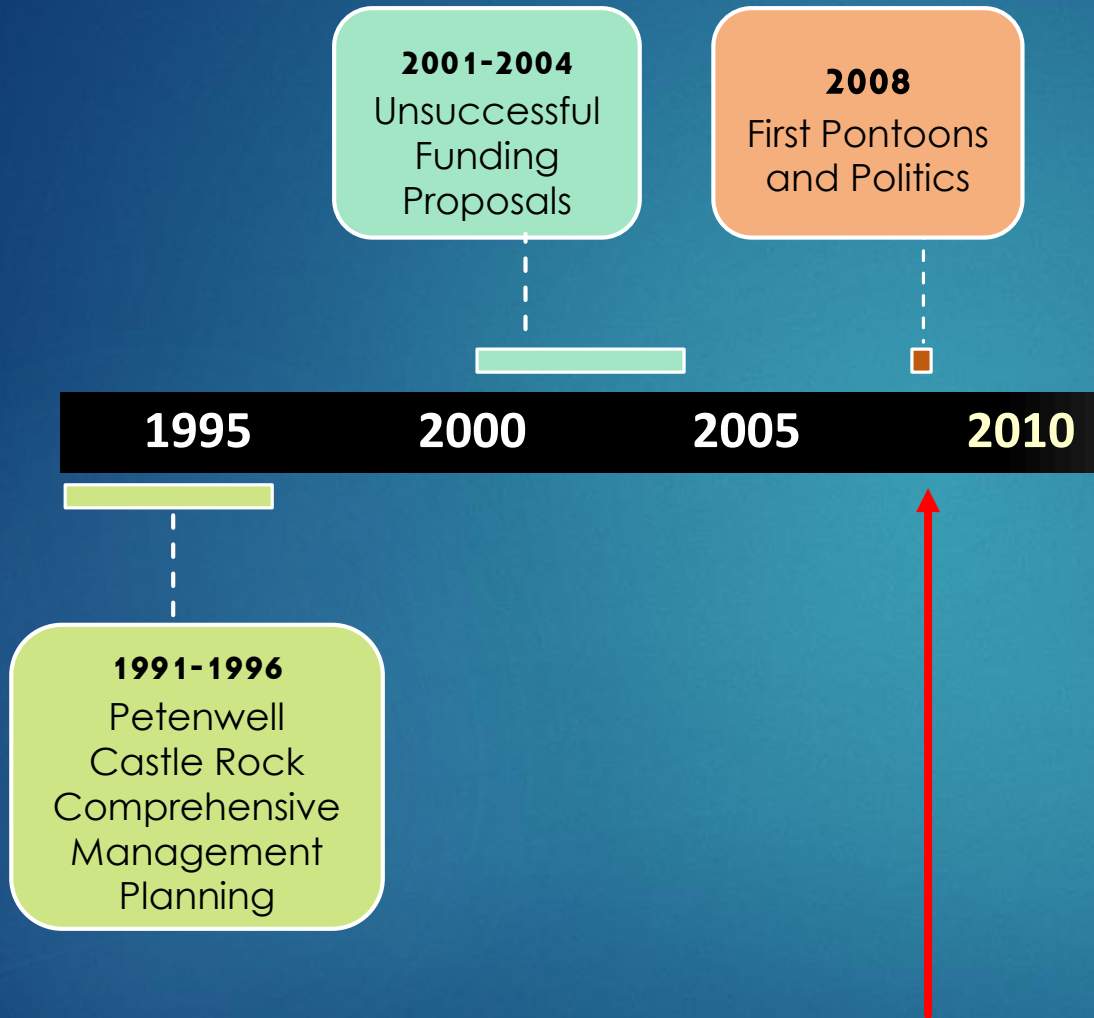 2001-2004
Unsuccessful
Funding
Proposals
2008
First Pontoons
and Politics
1995 2000 2005 2010
1991-1996
Petenwell
Castle Rock
Comprehensive
Management
Planning